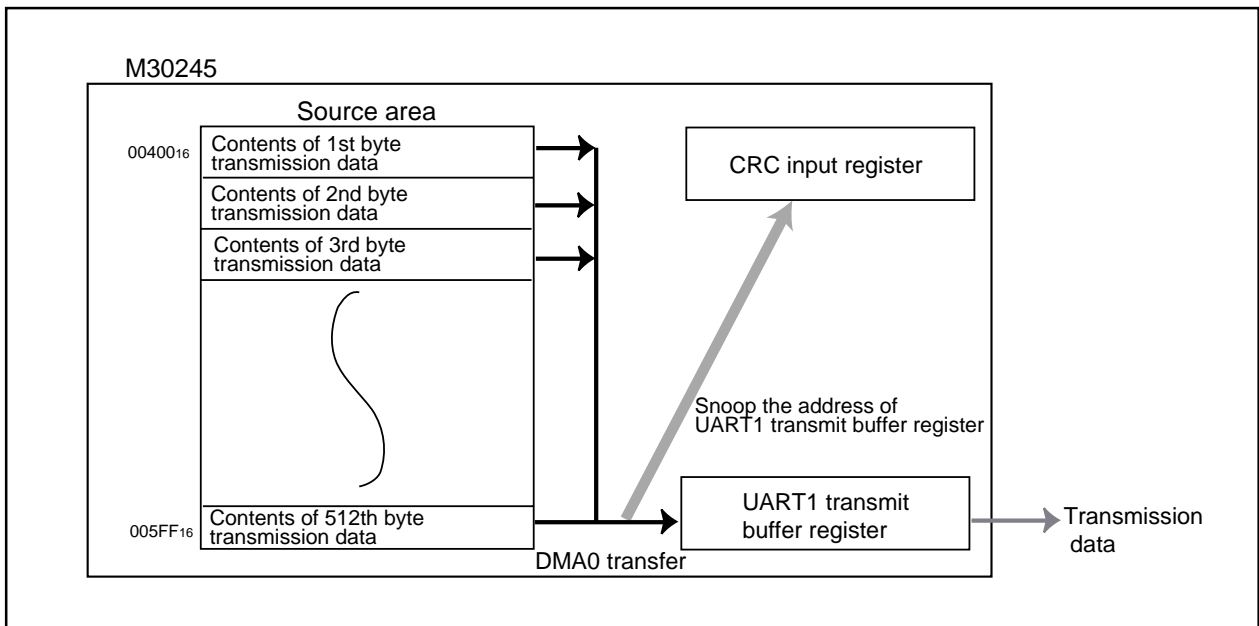 M30245
Source area
0040016
Contents of 1st byte
transmission data
Contents of 2nd byte
transmission data
Contents of 3rd byte
transmission data
CRC input register
Snoop the address of
UART1 transmit buffer register
005FF16
Contents of 512th byte
transmission data
DMA0 transfer
UART1 transmit
buffer register
Transmission
data